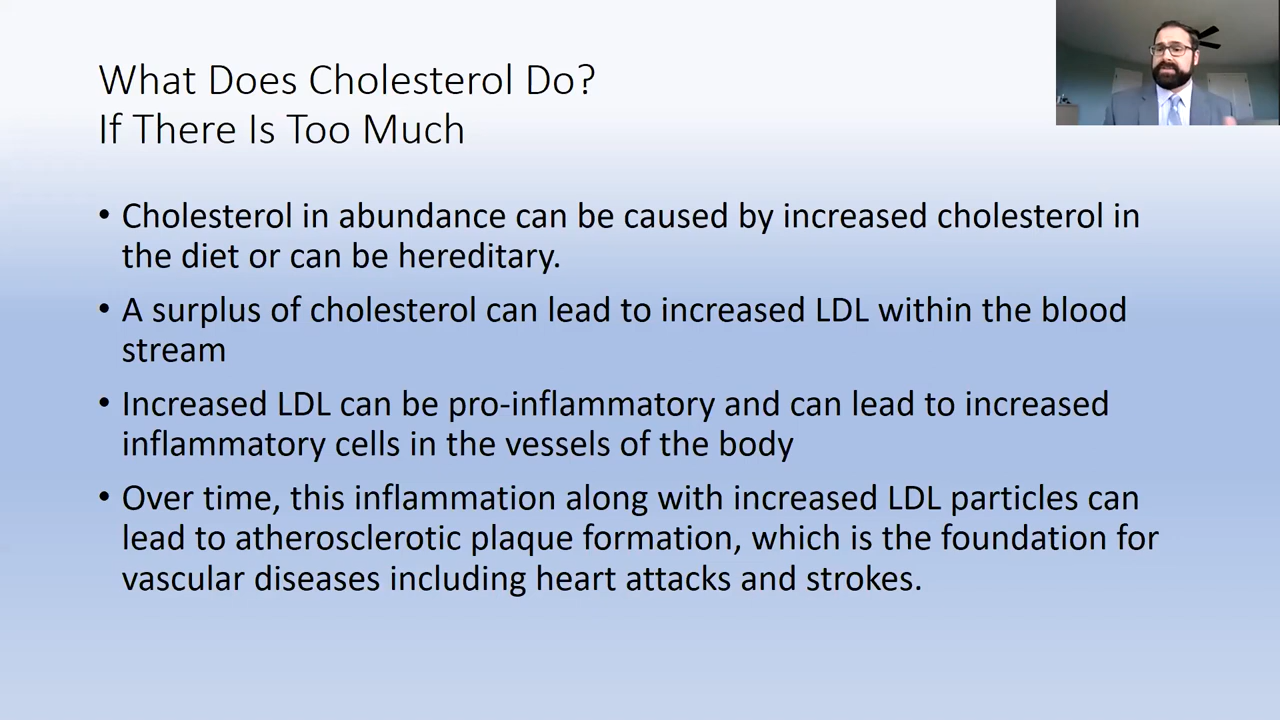 What Does Cholesterol Do?
If There Is Too Much
• Cholesterol in abundance can be caused by increased cholesterol in
the diet or can be hereditary.
• A surplus of cholesterol can lead to increased LDL within the blood
stream
• Increased LDL can be pro-inflammatory and can lead to increased
inflammatory cells in the vessels of the body
• Over time, this inflammation along with increased LDL particles can
lead to atherosclerotic plaque formation, which is the foundation for
vascular diseases including heart attacks and strokes.